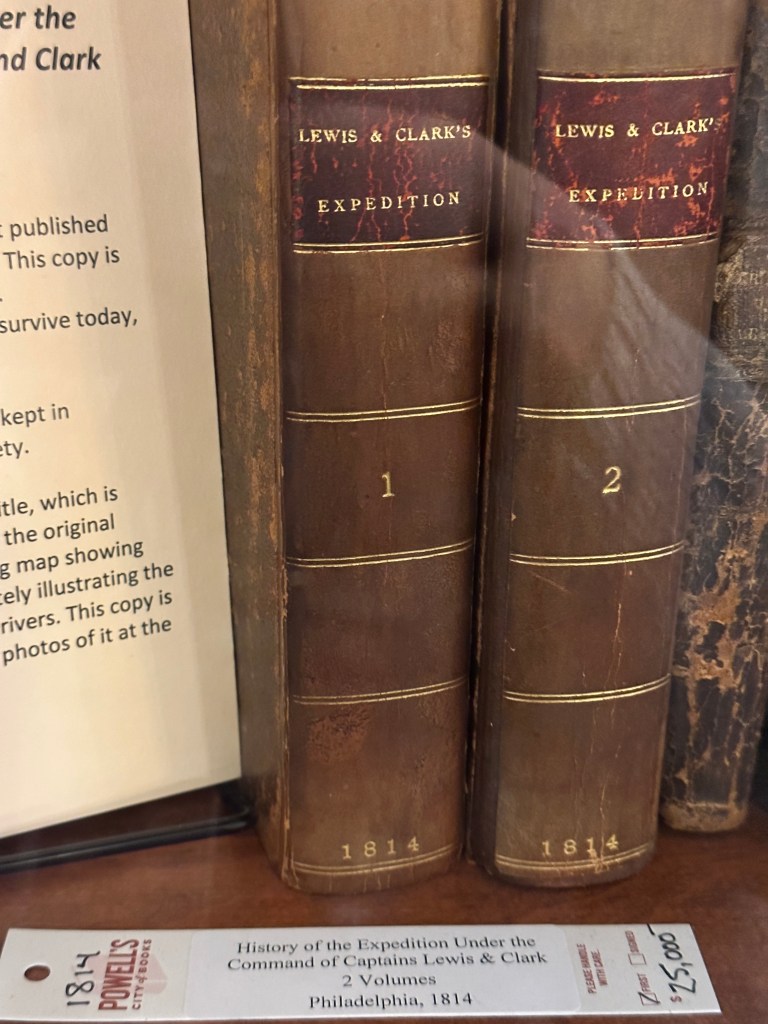 er the
nd Clark
published
This copy is
survive today,
kept in
ety.
itle, which is
the original
g map showing
tely illustrating the
rivers. This copy is
photos of it at the
LEWIS & CLARK'S
EXPEDITION
1
1814
LEWIS & CLARK'S
EXPEDITION
2
1814
1814
POWELL'S
CITY OF BOOKS
History of the Expedition Under the
Command of Captains Lewis & Clark
2 Volumes
Philadelphia, 1814
PLEASE HANDLE
WITH CARE.
FIRST SIGNED
$25,000